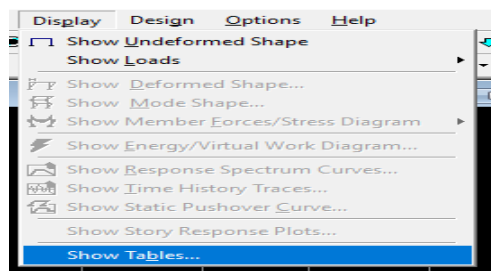 Display Design Options Help
Show Undeformed Shape
Show Loads
Show Deformed Shape...
Show Mode Shape...
Show Member Forces/Stress Diagram
Show Energy/Virtual Work Diagram...
Show Response Spectrum Curves...
Show Time History Traces...
Show Static Pushover Curve...
Show Story Response Plots...
Show Tables...